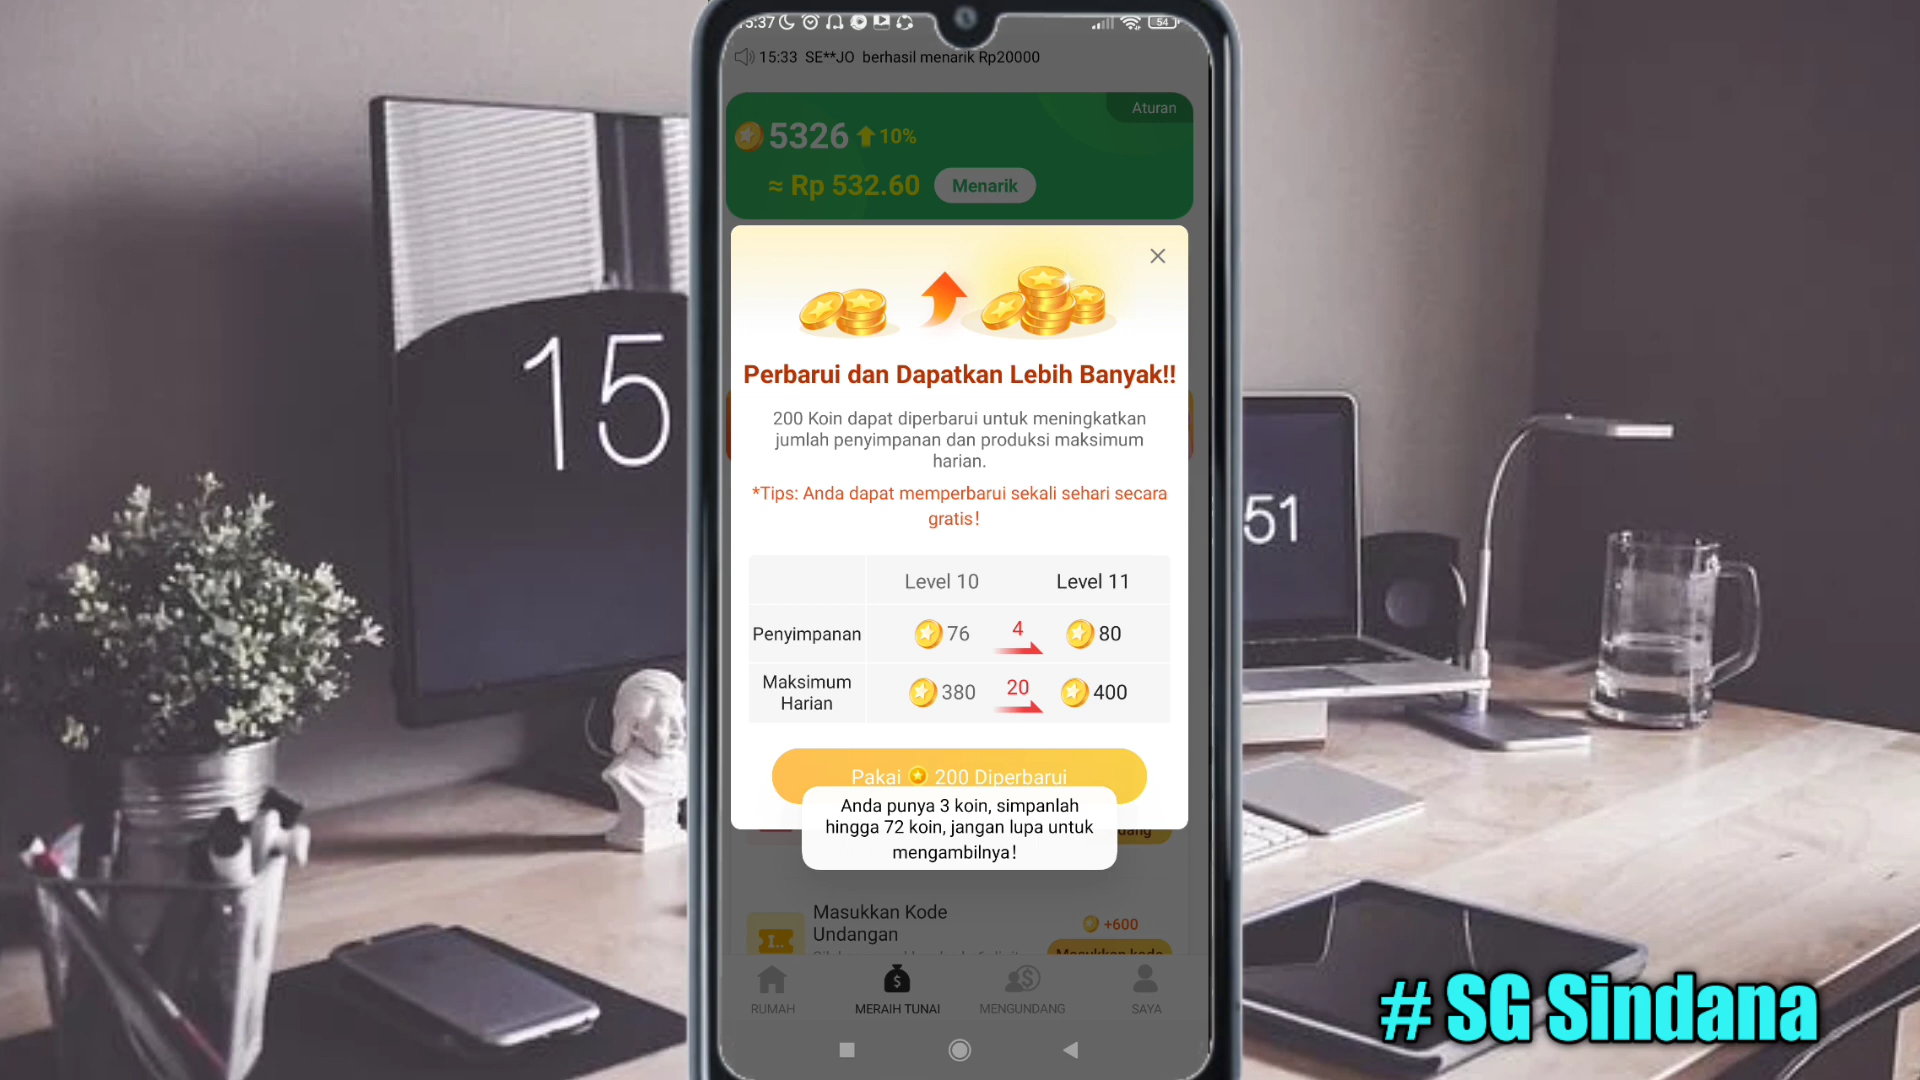 15:37
54
15:33 SE**JO berhasil menarik Rp20000
Aturan
5326 10%
≈ Rp 532.60 Menarik
Perbarui dan Dapatkan Lebih Banyak!!
200 Koin dapat diperbarui untuk meningkatkan
jumlah penyimpanan dan produksi maksimum
harian.
*Tips: Anda dapat memperbarui sekali sehari secara
gratis!
Level 10 Level 11
Penyimpanan 76 4 80
Maksimum
Harian
380 20 400
Pakai 200 Diperbarui
Anda punya 3 koin, simpanlah
hingga 72 koin, jangan lupa untuk
mengambilnya!
Masukkan Kode
Undangan
+600
Masukkan kode
RUMAH MERAIH TUNAI MENGUNDANG SAYA
15
51
# SG Sindana